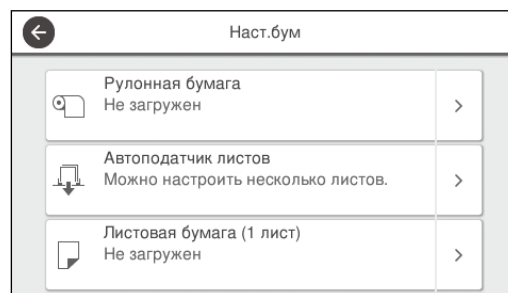 Наст.бум
Рулонная бумага
Не загружен
Автоподатчик листов
Можно настроить несколько листов.
Листовая бумага (1 лист)
Не загружен